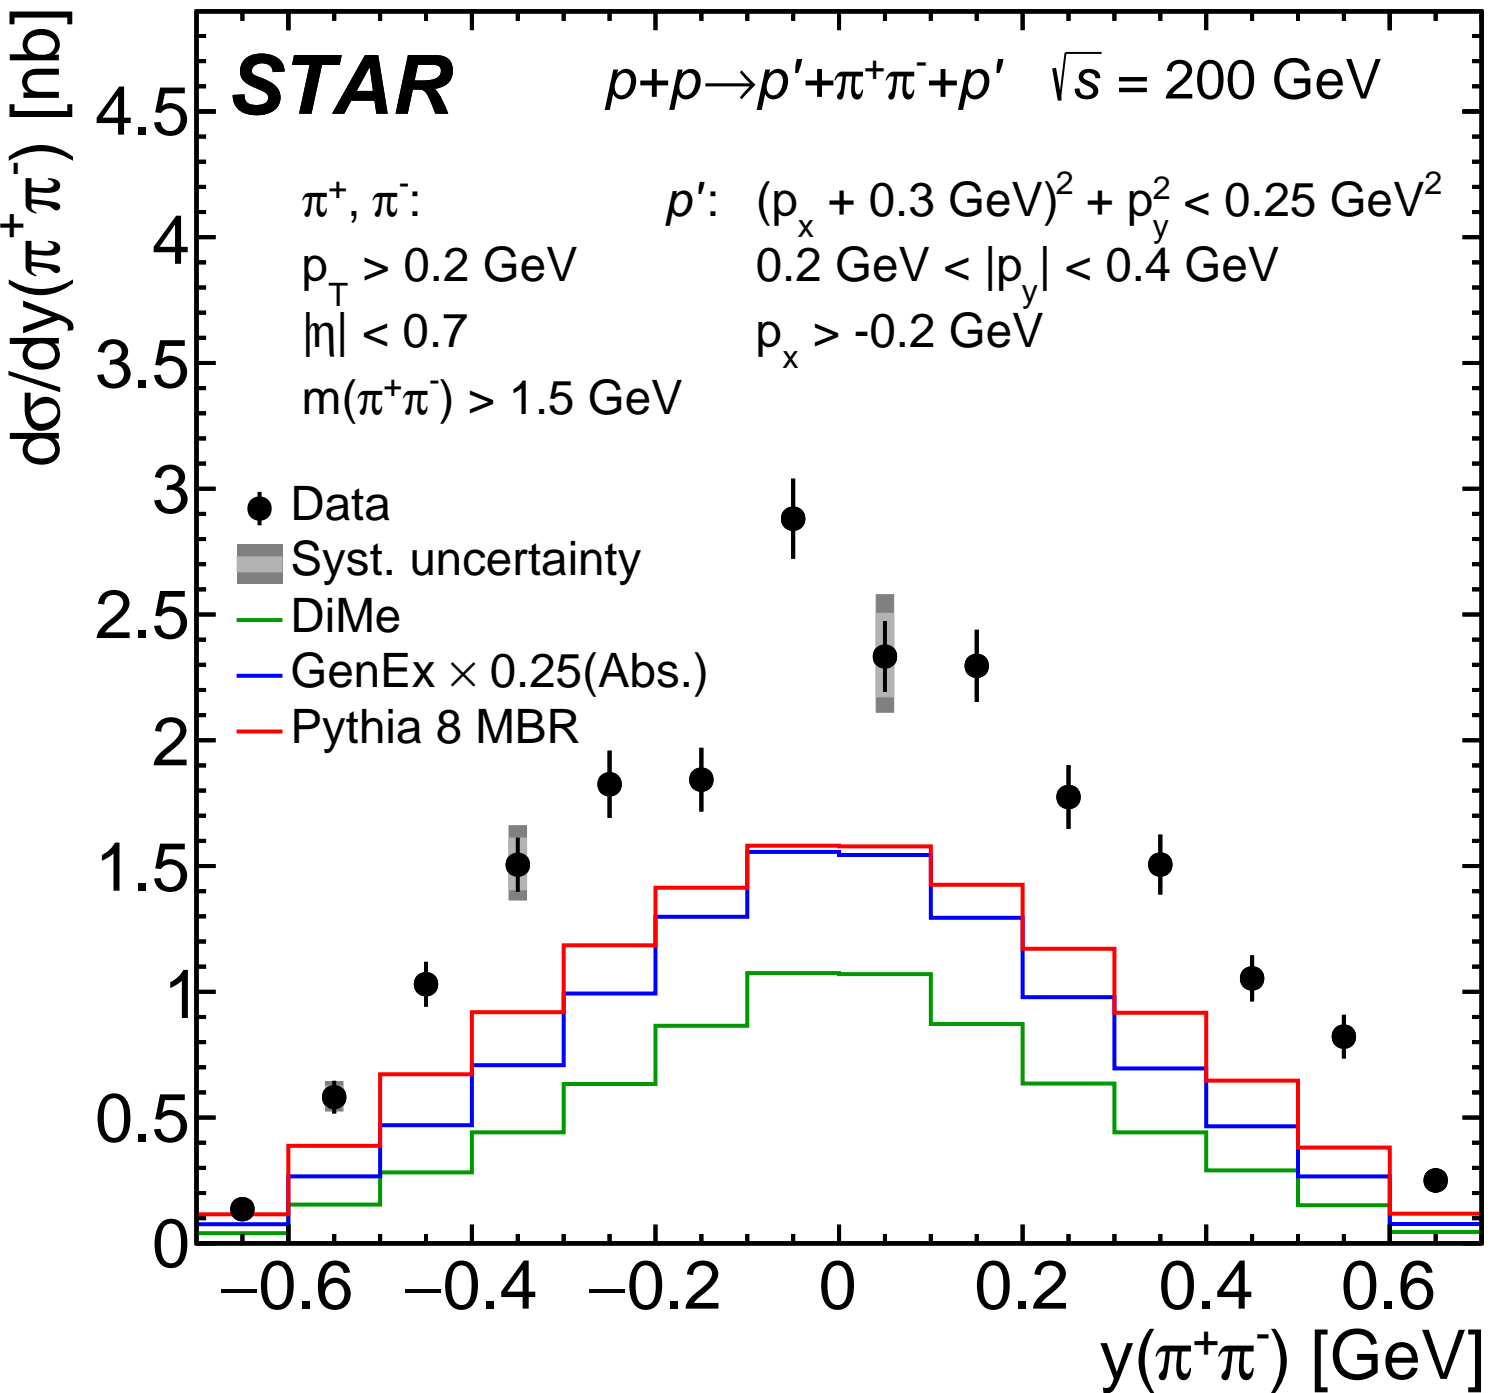 dσ/dy(π⁺π⁻) [nb]
STAR p+p→p′+π⁺π⁻+p′ √s = 200 GeV
π⁺, π⁻: p′: (pₓ + 0.3 GeV)² + p_y² < 0.25 GeV²
p_T > 0.2 GeV 0.2 GeV < |p_y| < 0.4 GeV
|η| < 0.7 pₓ > -0.2 GeV
m(π⁺π⁻) > 1.5 GeV
Data
Syst. uncertainty
DiMe
GenEx × 0.25(Abs.)
Pythia 8 MBR
4.5
4
3.5
3
2.5
2
1.5
1
0.5
0
−0.6 −0.4 −0.2 0 0.2 0.4 0.6
y(π⁺π⁻) [GeV]